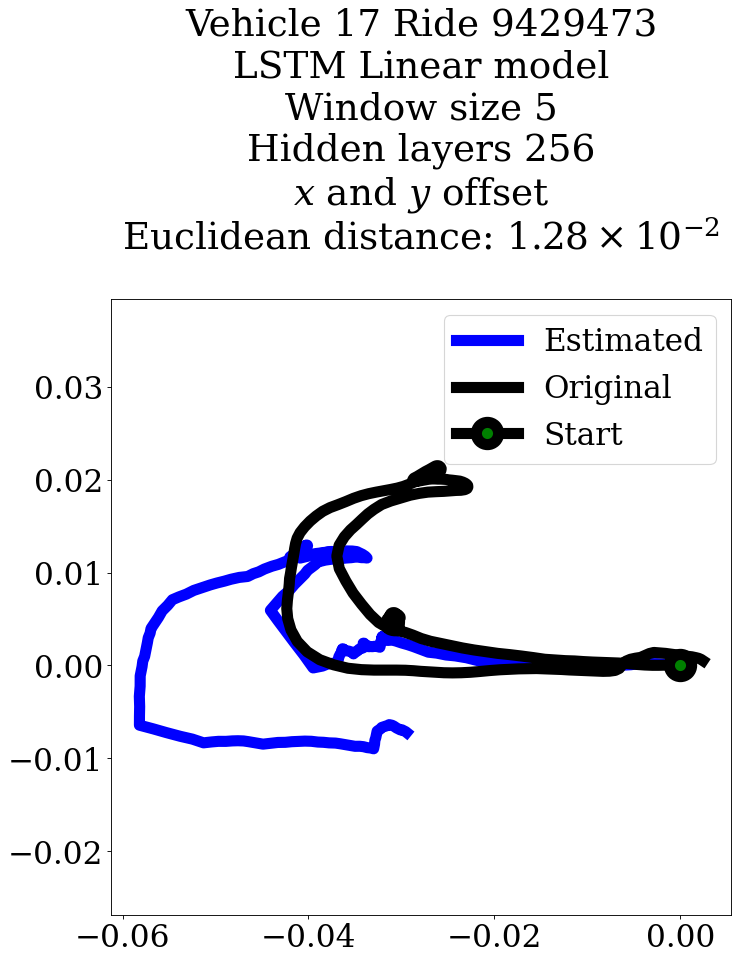 Vehicle 17 Ride 9429473
LSTM Linear model
Window size 5
Hidden layers 256
x and y offset
Euclidean distance: 1.28 × 10⁻²
Estimated
Original
Start
0.03
0.02
0.01
0.00
−0.01
−0.02
−0.06 −0.04 −0.02 0.00